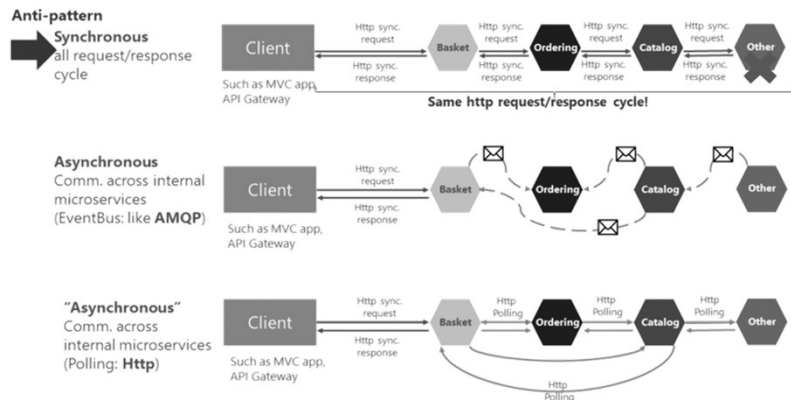 Anti-pattern
Synchronous
all request/response
cycle
Client
Such as MVC app,
API Gateway
Http sync.
request
Http sync.
response
Basket
Http sync.
request
Http sync.
response
Ordering
Http sync.
request
Http sync.
response
Catalog
Http sync.
request
Http sync.
response
Other
Same http request/response cycle!
Asynchronous
Comm. across internal
microservices
(EventBus: like AMQP)
Client
Such as MVC app,
API Gateway
Http sync.
request
Http sync.
response
Basket
Ordering
Catalog
Other
"Asynchronous"
Comm. across
internal microservices
(Polling: Http)
Client
Such as MVC app,
API Gateway
Http sync.
request
Http sync.
response
Basket
Http
Polling
Ordering
Http
Polling
Catalog
Http
Polling
Other
Http
Polling